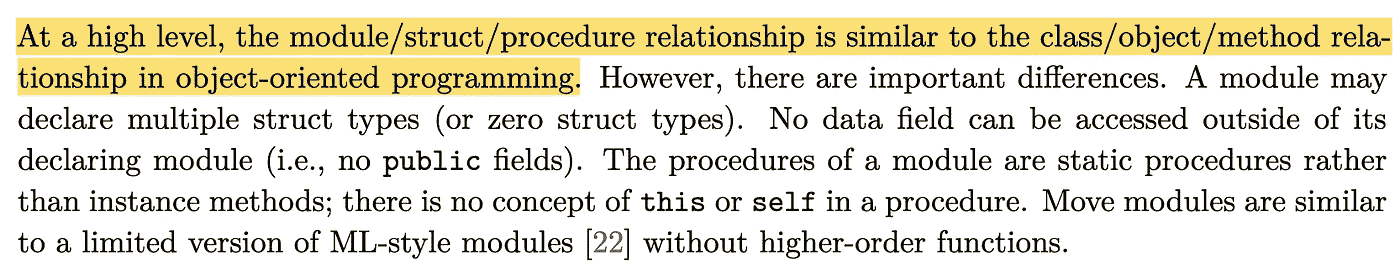 At a high level, the module/struct/procedure relationship is similar to the class/object/method rela-
tionship in object-oriented programming. However, there are important differences. A module may
declare multiple struct types (or zero struct types). No data field can be accessed outside of its
declaring module (i.e., no public fields). The procedures of a module are static procedures rather
than instance methods; there is no concept of this or self in a procedure. Move modules are similar
to a limited version of ML-style modules [22] without higher-order functions.